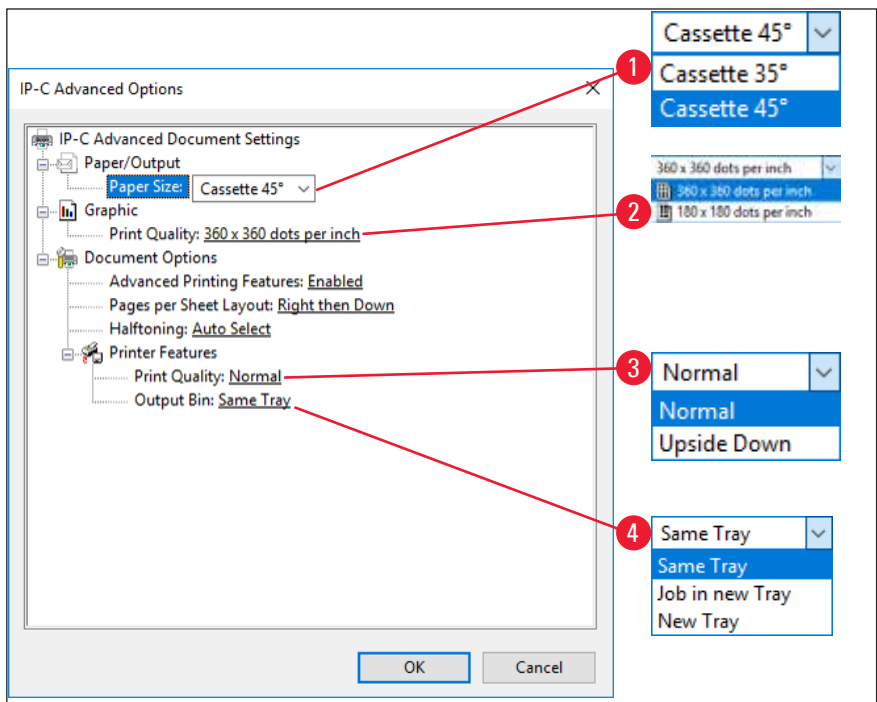 IP-C Advanced Options
IP-C Advanced Document Settings
Paper/Output
Paper Size: Cassette 45°
Graphic
Print Quality: 360 x 360 dots per inch
Document Options
Advanced Printing Features: Enabled
Pages per Sheet Layout: Right then Down
Halftoning: Auto Select
Printer Features
Print Quality: Normal
Output Bin: Same Tray
OK
Cancel
1
Cassette 45°
Cassette 35°
Cassette 45°
2
360 x 360 dots per inch
360 x 360 dots per inch
180 x 180 dots per inch
3
Normal
Normal
Upside Down
4
Same Tray
Same Tray
Job in new Tray
New Tray